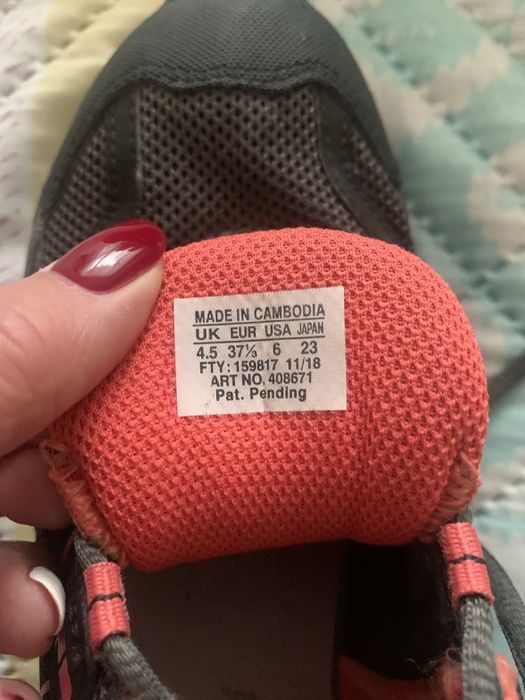 MADE IN CAMBODIA
UK EUR USA JAPAN
4.5 37⅓ 6 23
FTY: 159817 11/18
ART NO. 408671
Pat. Pending